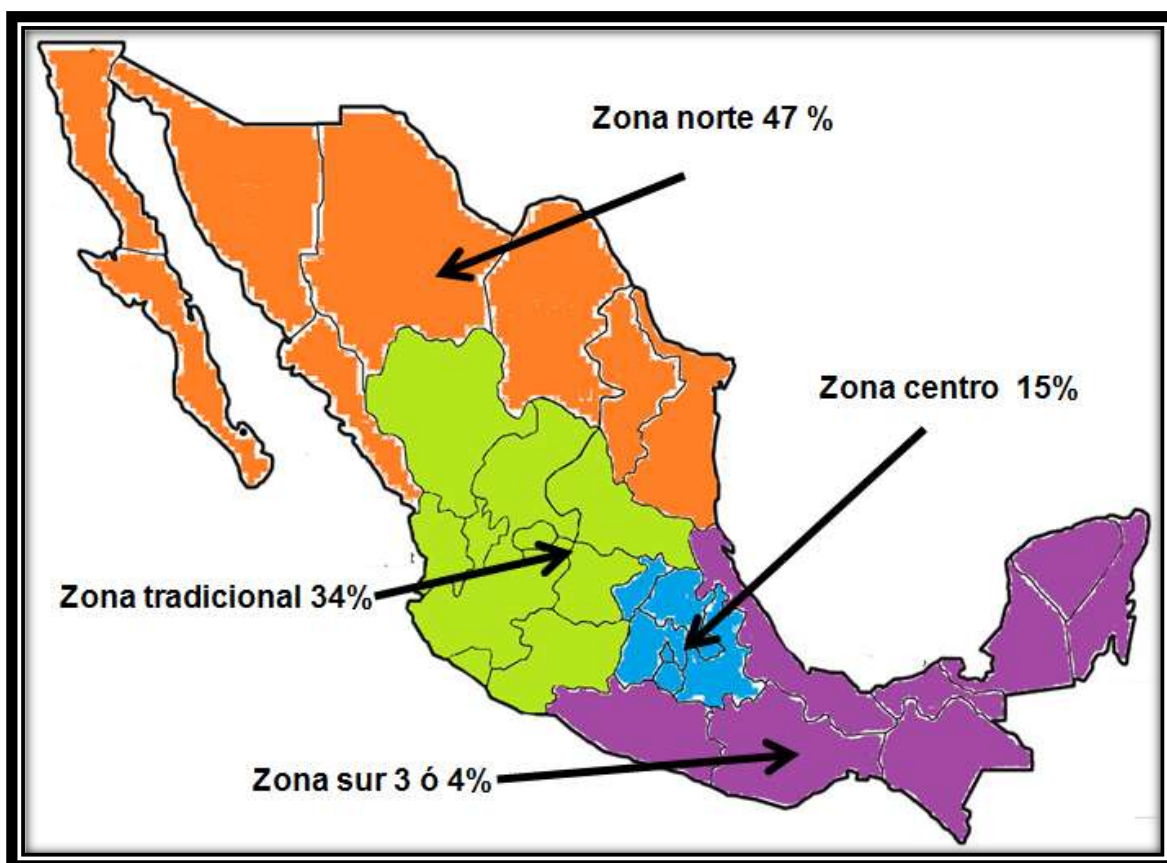 Zona norte 47 %
Zona centro 15%
Zona tradicional 34%
Zona sur 3 ó 4%